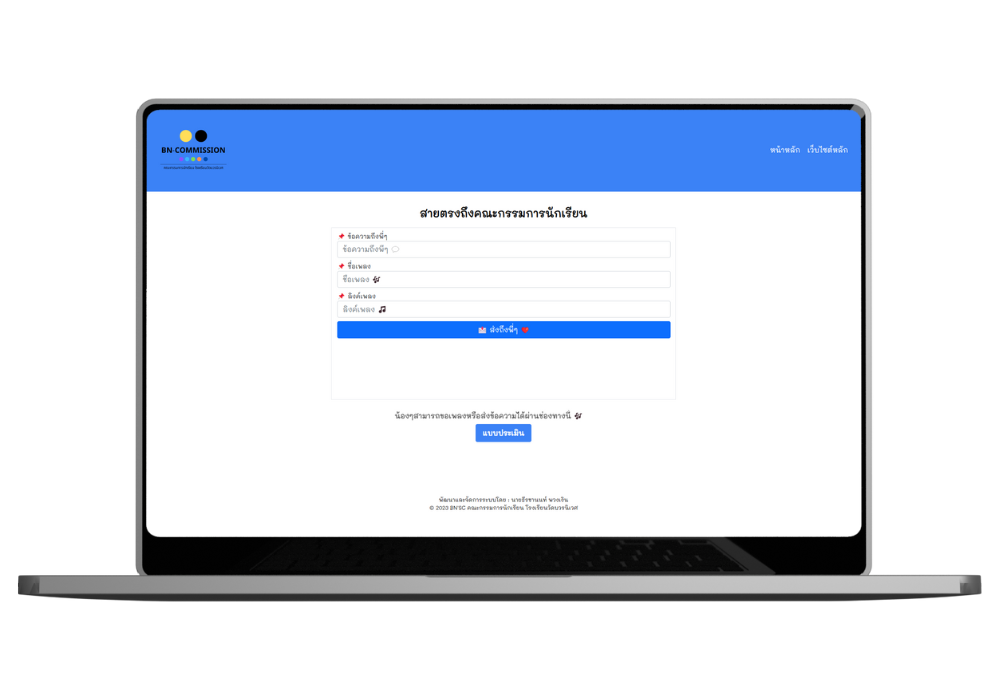 BN-COMMISSION
หน้าหลัก เว็บไซต์หลัก
สายตรงถึงคณะกรรมการนักเรียน
📌 ข้อความถึงพี่ๆ
ข้อความถึงพี่ๆ 💬
📌 ชื่อเพลง
ชื่อเพลง 🎶
📌 ลิงค์เพลง
ลิงค์เพลง 🎵
💌 ส่งถึงพี่ๆ ❤️
น้องๆสามารถขอเพลงหรือส่งข้อความได้ผ่านช่องทางนี้ 🎶
แบบประเมิน
พัฒนาและจัดการระบบโดย : นายธีรชานนท์
© 2023 BN'SC คณะกรรมการนักเรียน โรงเรียนวัดบวรนิเวศ